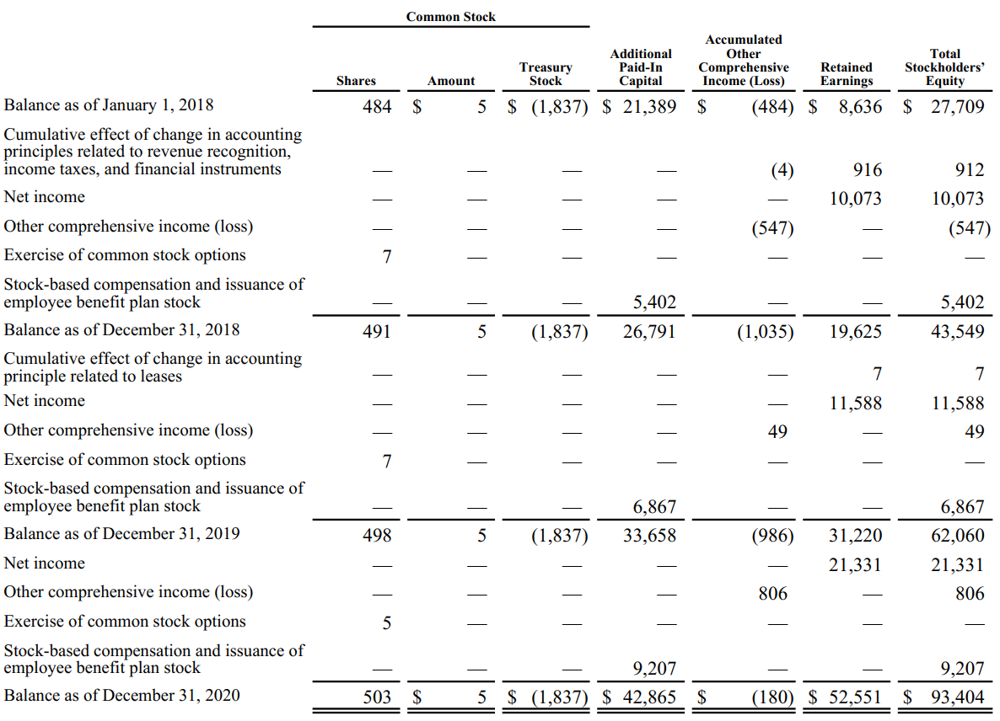 Common Stock
Accumulated
Additional Other Total
Treasury Paid-In Comprehensive Retained Stockholders’
Shares Amount Stock Capital Income (Loss) Earnings Equity
Balance as of January 1, 2018 484 $ 5 $ (1,837) $ 21,389 $ (484) $ 8,636 $ 27,709
Cumulative effect of change in accounting
principles related to revenue recognition,
income taxes, and financial instruments — — — — (4) 916 912
Net income — — — — — 10,073 10,073
Other comprehensive income (loss) — — — — (547) — (547)
Exercise of common stock options 7 — — — — — —
Stock-based compensation and issuance of
employee benefit plan stock — — — 5,402 — — 5,402
Balance as of December 31, 2018 491 5 (1,837) 26,791 (1,035) 19,625 43,549
Cumulative effect of change in accounting
principle related to leases — — — — — 7 7
Net income — — — — — 11,588 11,588
Other comprehensive income (loss) — — — — 49 — 49
Exercise of common stock options 7 — — — — — —
Stock-based compensation and issuance of
employee benefit plan stock — — — 6,867 — — 6,867
Balance as of December 31, 2019 498 5 (1,837) 33,658 (986) 31,220 62,060
Net income — — — — — 21,331 21,331
Other comprehensive income (loss) — — — — 806 — 806
Exercise of common stock options 5 — — — — — —
Stock-based compensation and issuance of
employee benefit plan stock — — — 9,207 — — 9,207
Balance as of December 31, 2020 503 $ 5 $ (1,837) $ 42,865 $ (180) $ 52,551 $ 93,404